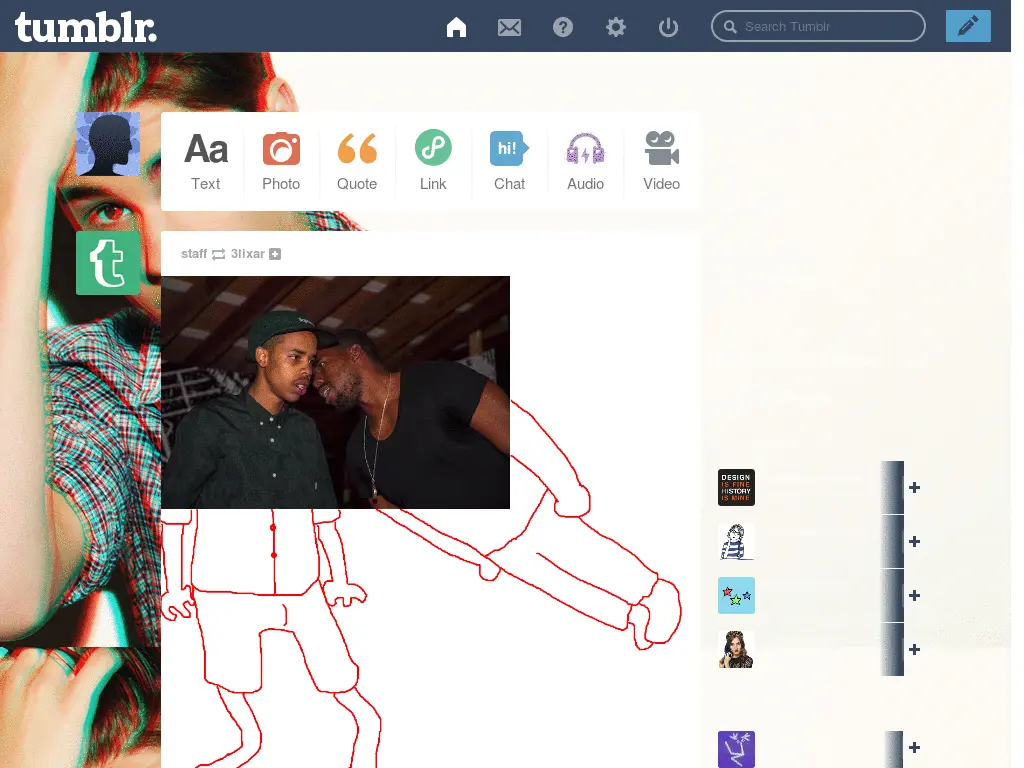 tumblr.
Search Tumblr
Aa
hi!
Text Photo Quote Link Chat Audio Video
staff 3lixar
DESIGN
IS FINE
HISTORY
IS MINE